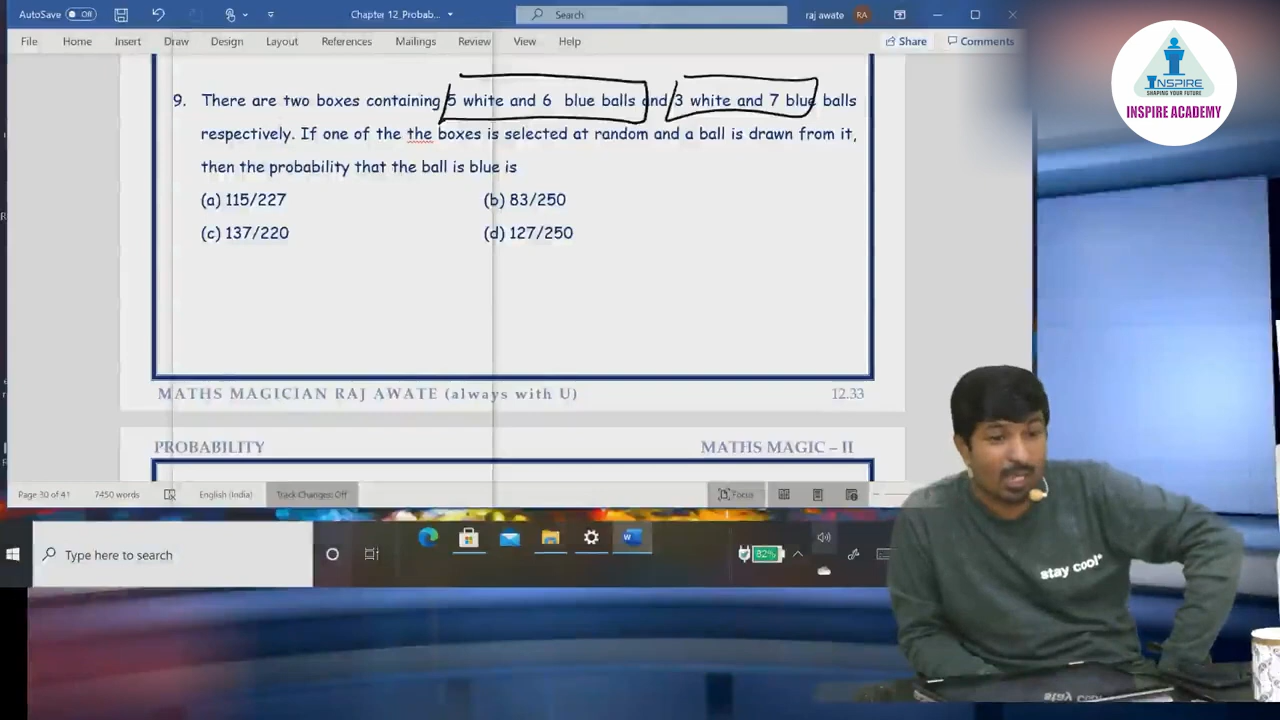 AutoSave Off Chapter_12_Probab... Search raj awate RA
File Home Insert Draw Design Layout References Mailings Review View Help Share Comments
INSPIRE
SHAPING YOUR FUTURE
INSPIRE ACADEMY
9. There are two boxes containing 5 white and 6 blue balls and 3 white and 7 blue balls
respectively. If one of the the boxes is selected at random and a ball is drawn from it,
then the probability that the ball is blue is
(a) 115/227 (b) 83/250
(c) 137/220 (d) 127/250
MATHS MAGICIAN RAJ AWATE (always with U) 12.33
PROBABILITY MATHS MAGIC – II
Page 30 of 41 7450 words English (India) Track Changes: Off Focus
Type here to search 82%
stay cool*